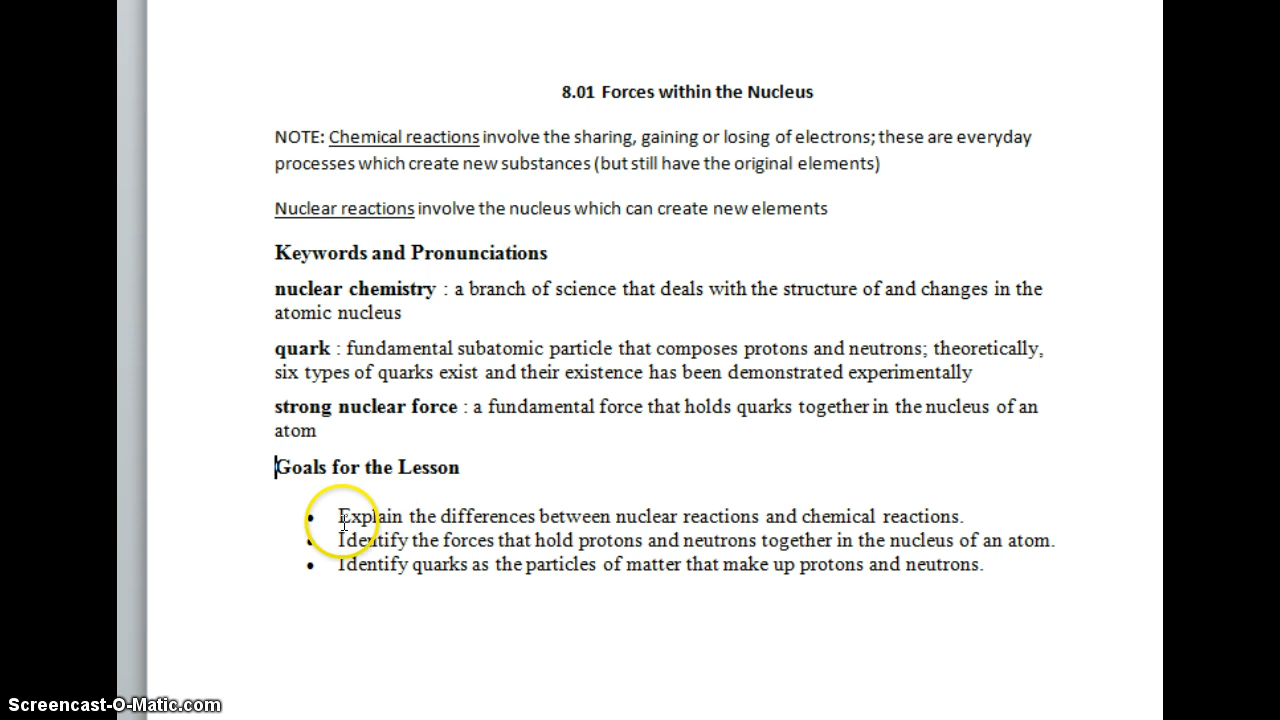 8.01 Forces within the Nucleus
NOTE: Chemical reactions involve the sharing, gaining or losing of electrons; these are everyday
processes which create new substances (but still have the original elements)
Nuclear reactions involve the nucleus which can create new elements
Keywords and Pronunciations
nuclear chemistry : a branch of science that deals with the structure of and changes in the
atomic nucleus
quark : fundamental subatomic particle that composes protons and neutrons; theoretically,
six types of quarks exist and their existence has been demonstrated experimentally
strong nuclear force : a fundamental force that holds quarks together in the nucleus of an
atom
Goals for the Lesson
• Explain the differences between nuclear reactions and chemical reactions.
• Identify the forces that hold protons and neutrons together in the nucleus of an atom.
• Identify quarks as the particles of matter that make up protons and neutrons.
Screencast-O-Matic.com